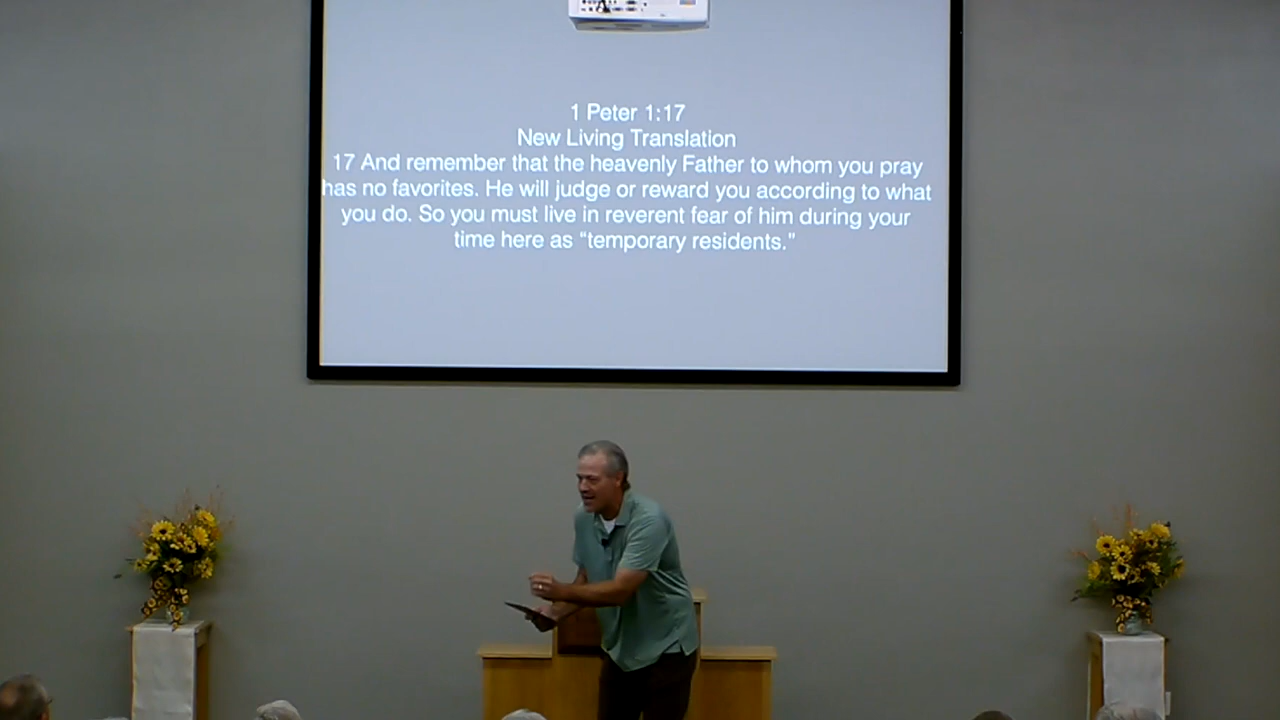 1 Peter 1:17
New Living Translation
17 And remember that the heavenly Father to whom you pray
has no favorites. He will judge or reward you according to what
you do. So you must live in reverent fear of him during your
time here as “temporary residents."